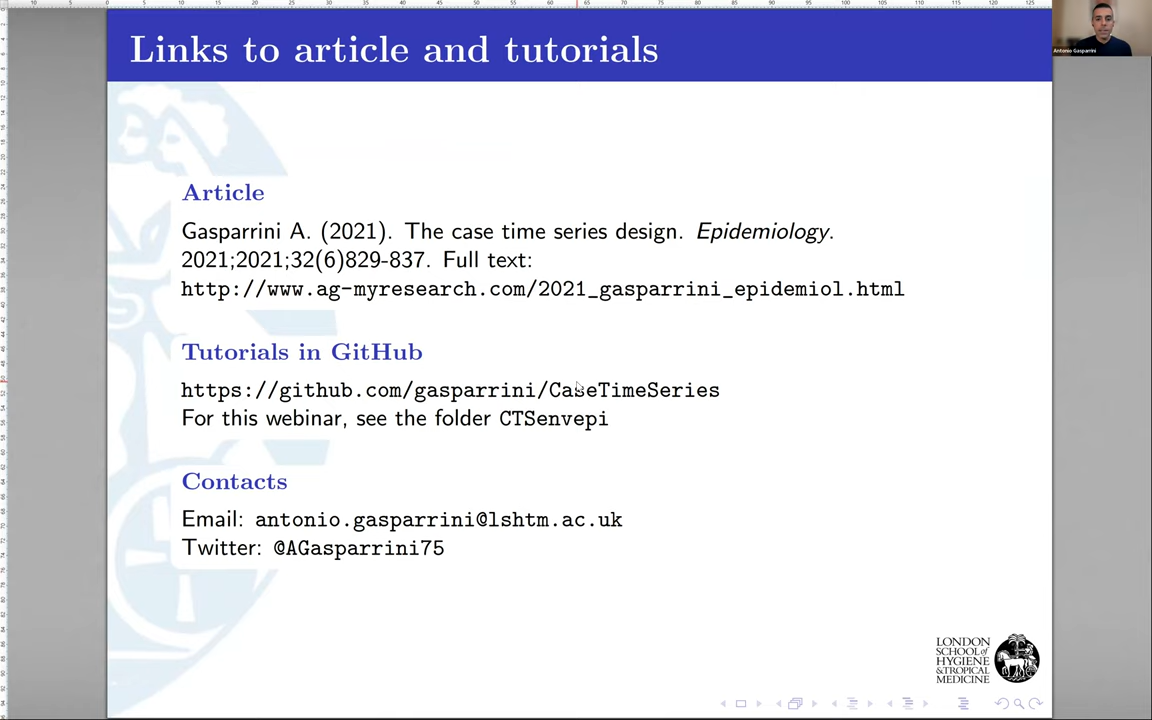 Links to article and tutorials
Antonio Gasparrini
Article
Gasparrini A. (2021). The case time series design. Epidemiology.
2021;2021;32(6)829-837. Full text:
http://www.ag-myresearch.com/2021_gasparrini_epidemiol.html
Tutorials in GitHub
https://github.com/gasparrini/CaseTimeSeries
For this webinar, see the folder CTSenvepi
Contacts
Email: antonio.gasparrini@lshtm.ac.uk
Twitter: @AGasparrini75
LONDON
SCHOOL of
HYGIENE
& TROPICAL
MEDICINE